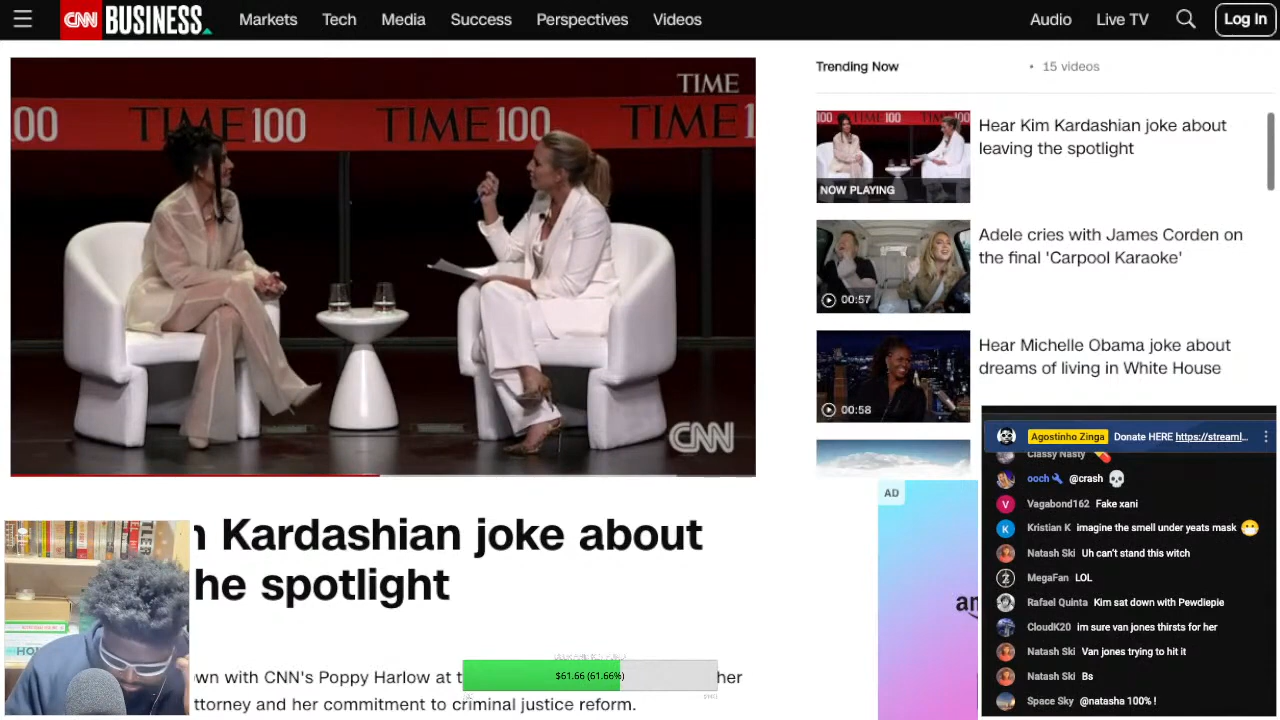 CNN BUSINESS Markets Tech Media Success Perspectives Videos Audio Live TV Log In
TIME
00 TIME100 TIME100 TIME1
CNN
Trending Now • 15 videos
Hear Kim Kardashian joke about
leaving the spotlight
NOW PLAYING
Adele cries with James Corden on
the final 'Carpool Karaoke'
00:57
Hear Michelle Obama joke about
dreams of living in White House
00:58
n Kardashian joke about
he spotlight
wn with CNN's Poppy Harlow at t her
ttorney and her commitment to criminal justice reform.
$61.66 (61.66%)
AD
am
Agostinho Zinga Donate HERE https://streaml...
Classy Nasty
ooch @crash
Vagabond162 Fake xani
Kristian K imagine the smell under yeats mask
Natash Ski Uh can't stand this witch
MegaFan LOL
Rafael Quinta Kim sat down with Pewdiepie
CloudK20 im sure van jones thirsts for her
Natash Ski Van jones trying to hit it
Natash Ski Bs
Space Sky @natasha 100% !